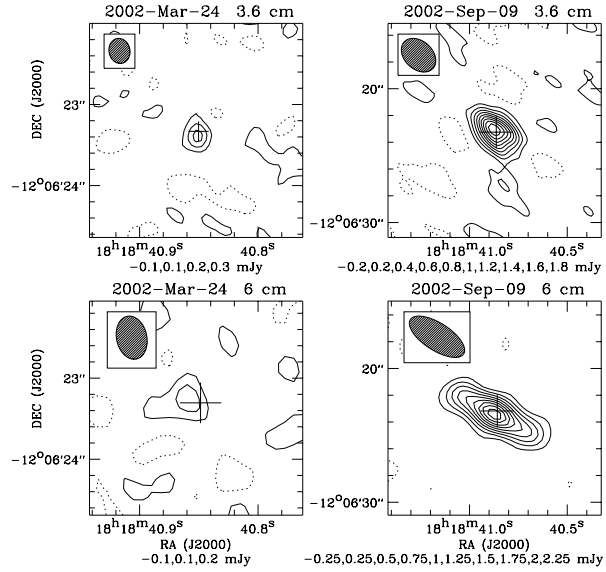 2002-Mar-24 3.6 cm
2002-Sep-09 3.6 cm
DEC (J2000)
23″
-12°06′24″
20″
-12°06′30″
18ʰ18ᵐ40.9ˢ 40.8ˢ
18ʰ18ᵐ41.0ˢ 40.5ˢ
-0.1,0.1,0.2,0.3 mJy
-0.2,0.2,0.4,0.6,0.8,1,1.2,1.4,1.6,1.8 mJy
2002-Mar-24 6 cm
2002-Sep-09 6 cm
DEC (J2000)
23″
-12°06′24″
20″
-12°06′30″
18ʰ18ᵐ40.9ˢ 40.8ˢ
18ʰ18ᵐ41.0ˢ 40.5ˢ
RA (J2000)
RA (J2000)
-0.1,0.1,0.2 mJy
-0.25,0.25,0.5,0.75,1,1.25,1.5,1.75,2,2.25 mJy